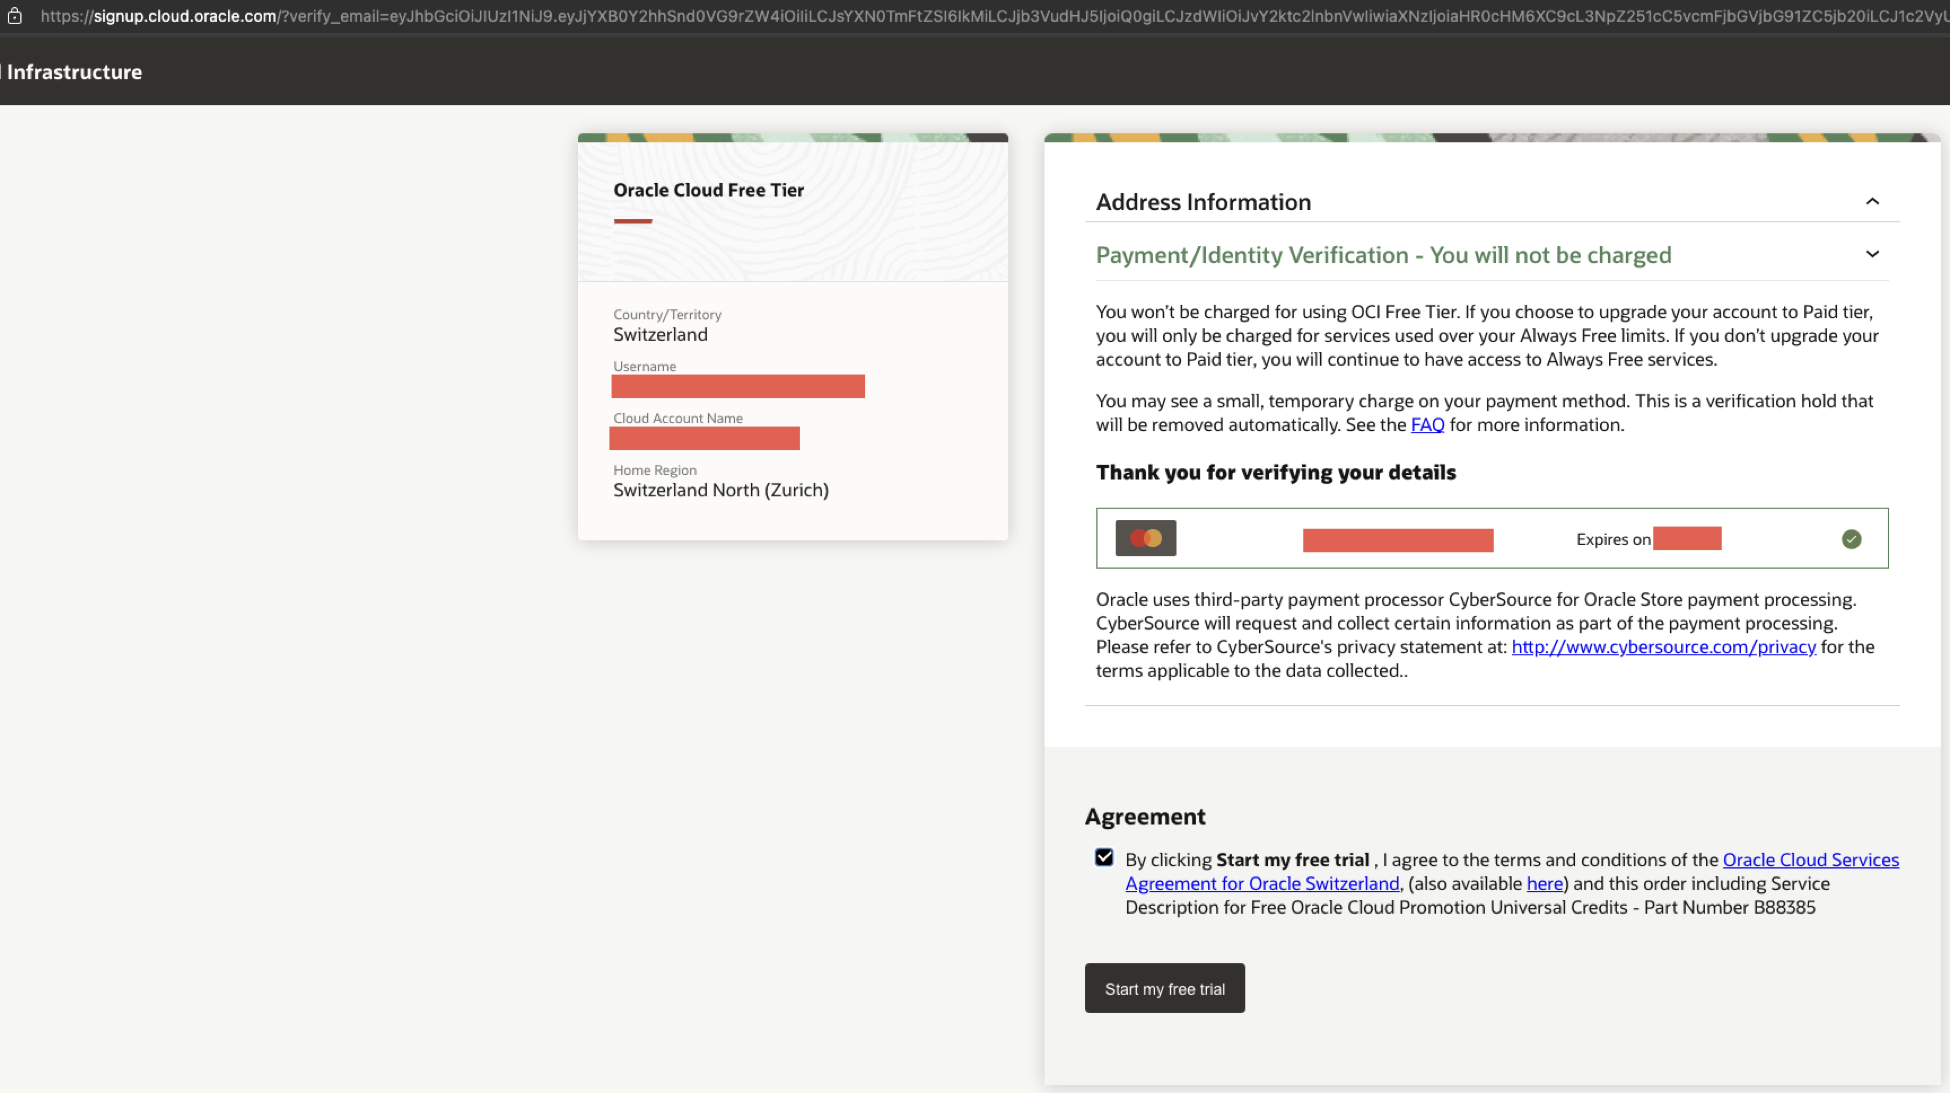 https://signup.cloud.oracle.com/?verify_email=eyJhbGciOiJIUzI1NiJ9.eyJjYXB0Y2hhSnd0VG9rZW4iOiIiLCJsYXN0TmFtZSI6IkMiLCJjb3VudHJ5IjoiQ0giLCJzdWIiOiJvY2ktc2lnbnVwIiwiaXNzIjoiaHR0cHM6XC9cL3NpZ251cC5vcmFjbGVjbG91ZC5jb20iLCJ1c2VyU
Infrastructure
Oracle Cloud Free Tier
Country/Territory
Switzerland
Username
Cloud Account Name
Home Region
Switzerland North (Zurich)
Address Information
Payment/Identity Verification - You will not be charged
You won't be charged for using OCI Free Tier. If you choose to upgrade your account to Paid tier,
you will only be charged for services used over your Always Free limits. If you don't upgrade your
account to Paid tier, you will continue to have access to Always Free services.
You may see a small, temporary charge on your payment method. This is a verification hold that
will be removed automatically. See the FAQ for more information.
Thank you for verifying your details
Expires on
Oracle uses third-party payment processor CyberSource for Oracle Store payment processing.
CyberSource will request and collect certain information as part of the payment processing.
Please refer to CyberSource's privacy statement at: http://www.cybersource.com/privacy for the
terms applicable to the data collected..
Agreement
By clicking Start my free trial , I agree to the terms and conditions of the Oracle Cloud Services
Agreement for Oracle Switzerland, (also available here) and this order including Service
Description for Free Oracle Cloud Promotion Universal Credits - Part Number B88385
Start my free trial